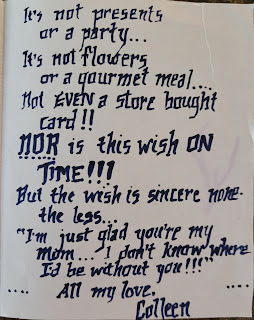 It's not presents
or a party...
It's not flowers
or a gourmet meal...
Not EVEN a store bought
card!!
NOR is this wish ON
TIME!!!
But the wish is sincere none-
the less...
"I'm just glad you're my
Mom... I don't know where
I'd be without you!!!"
.... All my love, ....
Colleen